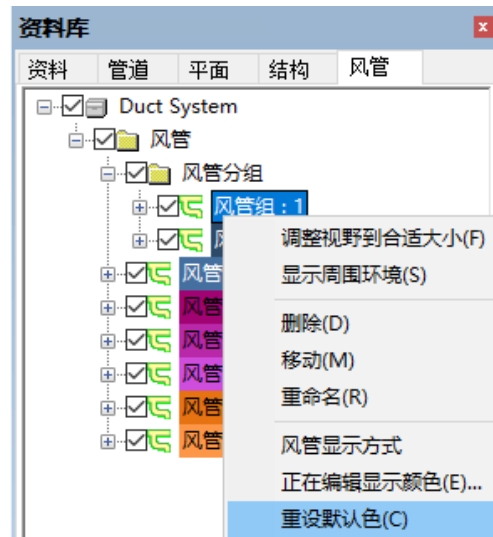 资料库
资料 管道 平面 结构 风管
Duct System
风管
风管分组
风管组：1
调整视野到合适大小(F)
风管
显示周围环境(S)
风管
删除(D)
风管
移动(M)
风管
重命名(R)
风管
风管
风管显示方式
正在编辑显示颜色(E)...
重设默认色(C)